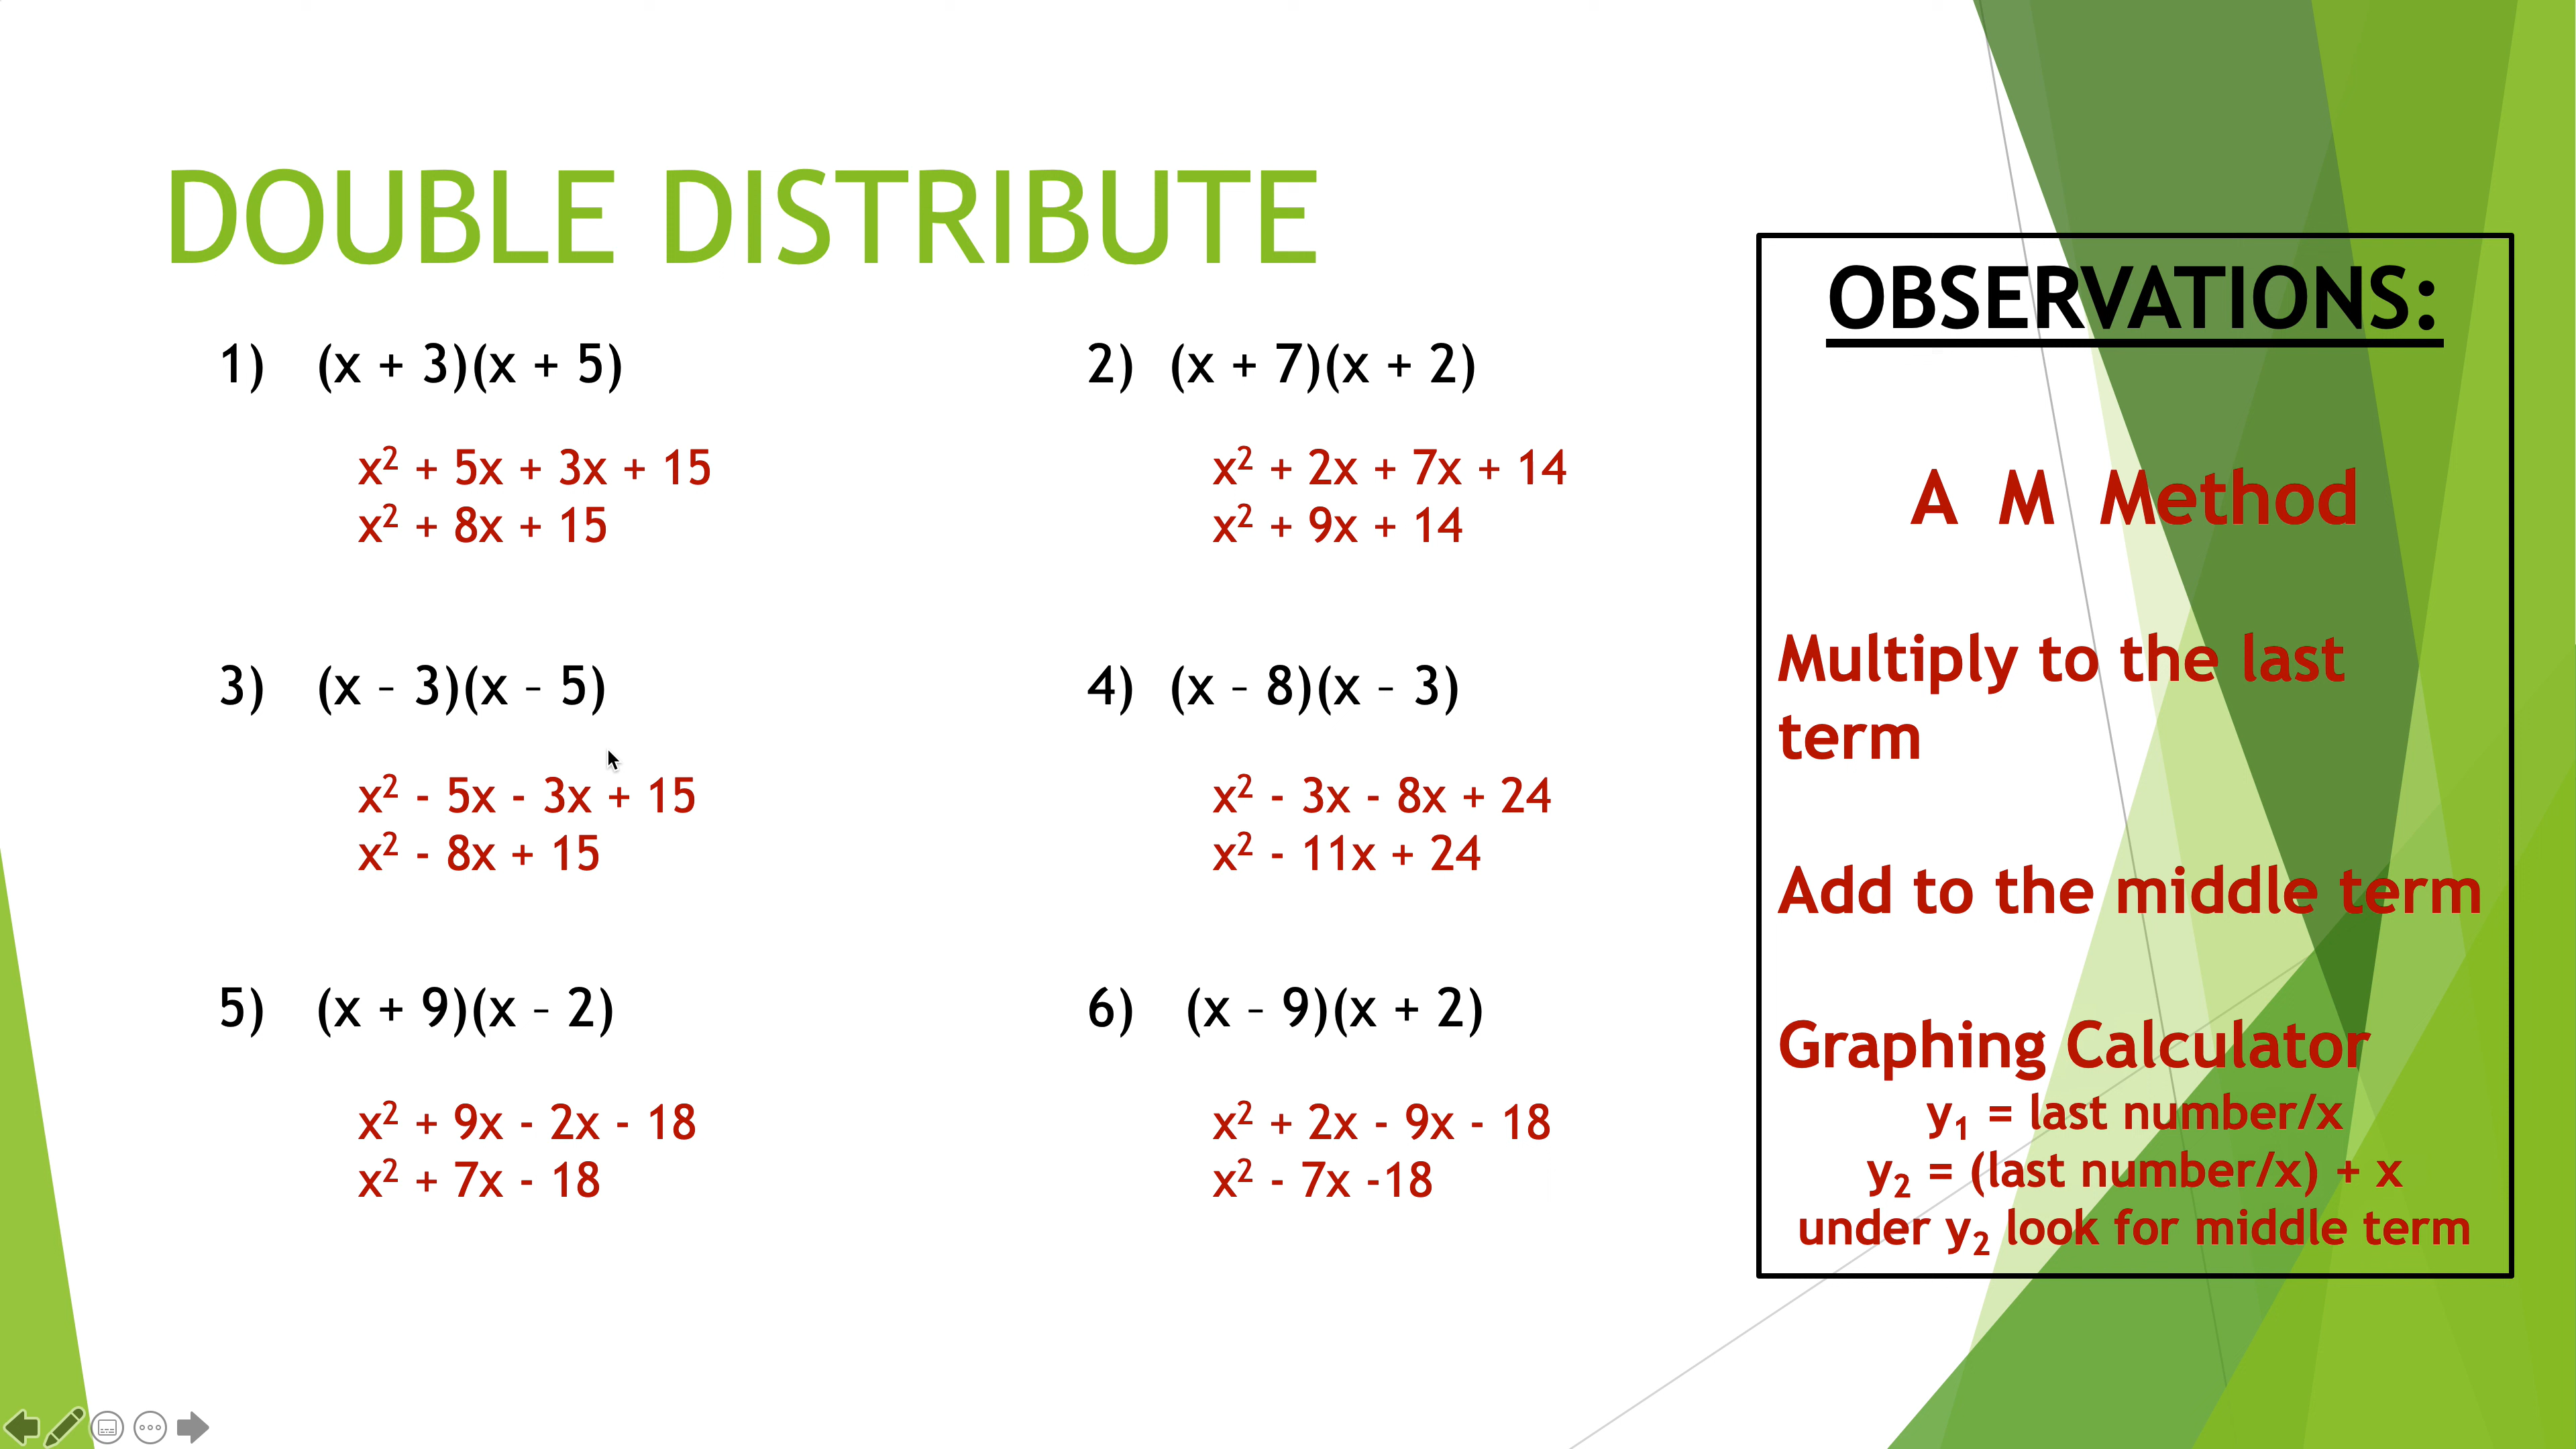 DOUBLE DISTRIBUTE
1) (x + 3)(x + 5)
x² + 5x + 3x + 15
x² + 8x + 15
2) (x + 7)(x + 2)
x² + 2x + 7x + 14
x² + 9x + 14
3) (x – 3)(x – 5)
x² - 5x - 3x + 15
x² - 8x + 15
4) (x – 8)(x – 3)
x² - 3x - 8x + 24
x² - 11x + 24
5) (x + 9)(x – 2)
x² + 9x - 2x - 18
x² + 7x - 18
6) (x – 9)(x + 2)
x² + 2x - 9x - 18
x² - 7x -18
OBSERVATIONS:
A M Method
Multiply to the last
term
Add to the middle term
Graphing Calculator
y₁ = last number/x
y₂ = (last number/x) + x
under y₂ look for middle term